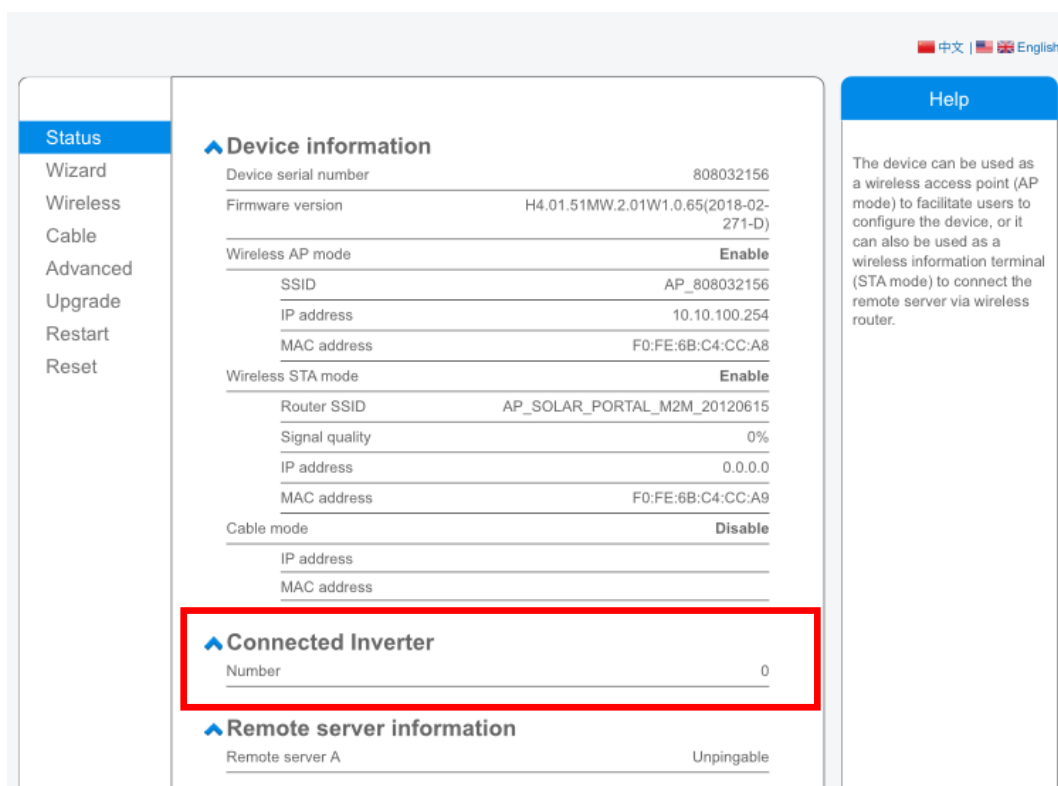 中文 | English
Help
Status
Wizard
Wireless
Cable
Advanced
Upgrade
Restart
Reset
Device information
Device serial number 808032156
Firmware version H4.01.51MW.2.01W1.0.65(2018-02-
271-D)
Wireless AP mode Enable
SSID AP_808032156
IP address 10.10.100.254
MAC address F0:FE:6B:C4:CC:A8
Wireless STA mode Enable
Router SSID AP_SOLAR_PORTAL_M2M_20120615
Signal quality 0%
IP address 0.0.0.0
MAC address F0:FE:6B:C4:CC:A9
Cable mode Disable
IP address
MAC address
Connected Inverter
Number 0
Remote server information
Remote server A Unpingable
The device can be used as
a wireless access point (AP
mode) to facilitate users to
configure the device, or it
can also be used as a
wireless information terminal
(STA mode) to connect the
remote server via wireless
router.